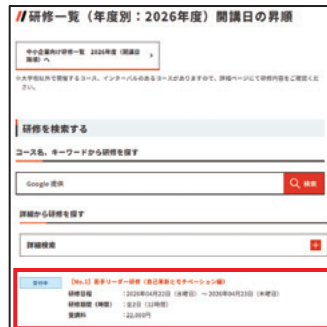 研修一覧（年度別：2026年度）開講日の昇順
中小企業向け研修一覧 2026年度（開講日
順順）へ
※大学校以外で開催するコース、インターバルのあるコースがありますので、詳細ページにて研修内容をご確認くだ
さい。
研修を検索する
コース名、キーワードから研修を探す
Google 提供
検索
詳細から研修を探す
詳細検索
受付中
【No.1】若手リーダー研修（自己革新とモチベーション編）
研修日程 ：2026年04月22日（水曜日） ～ 2026年04月23日（木曜日）
研修期間（時間） ：全2日（12時間）
受講料 ：22,000円